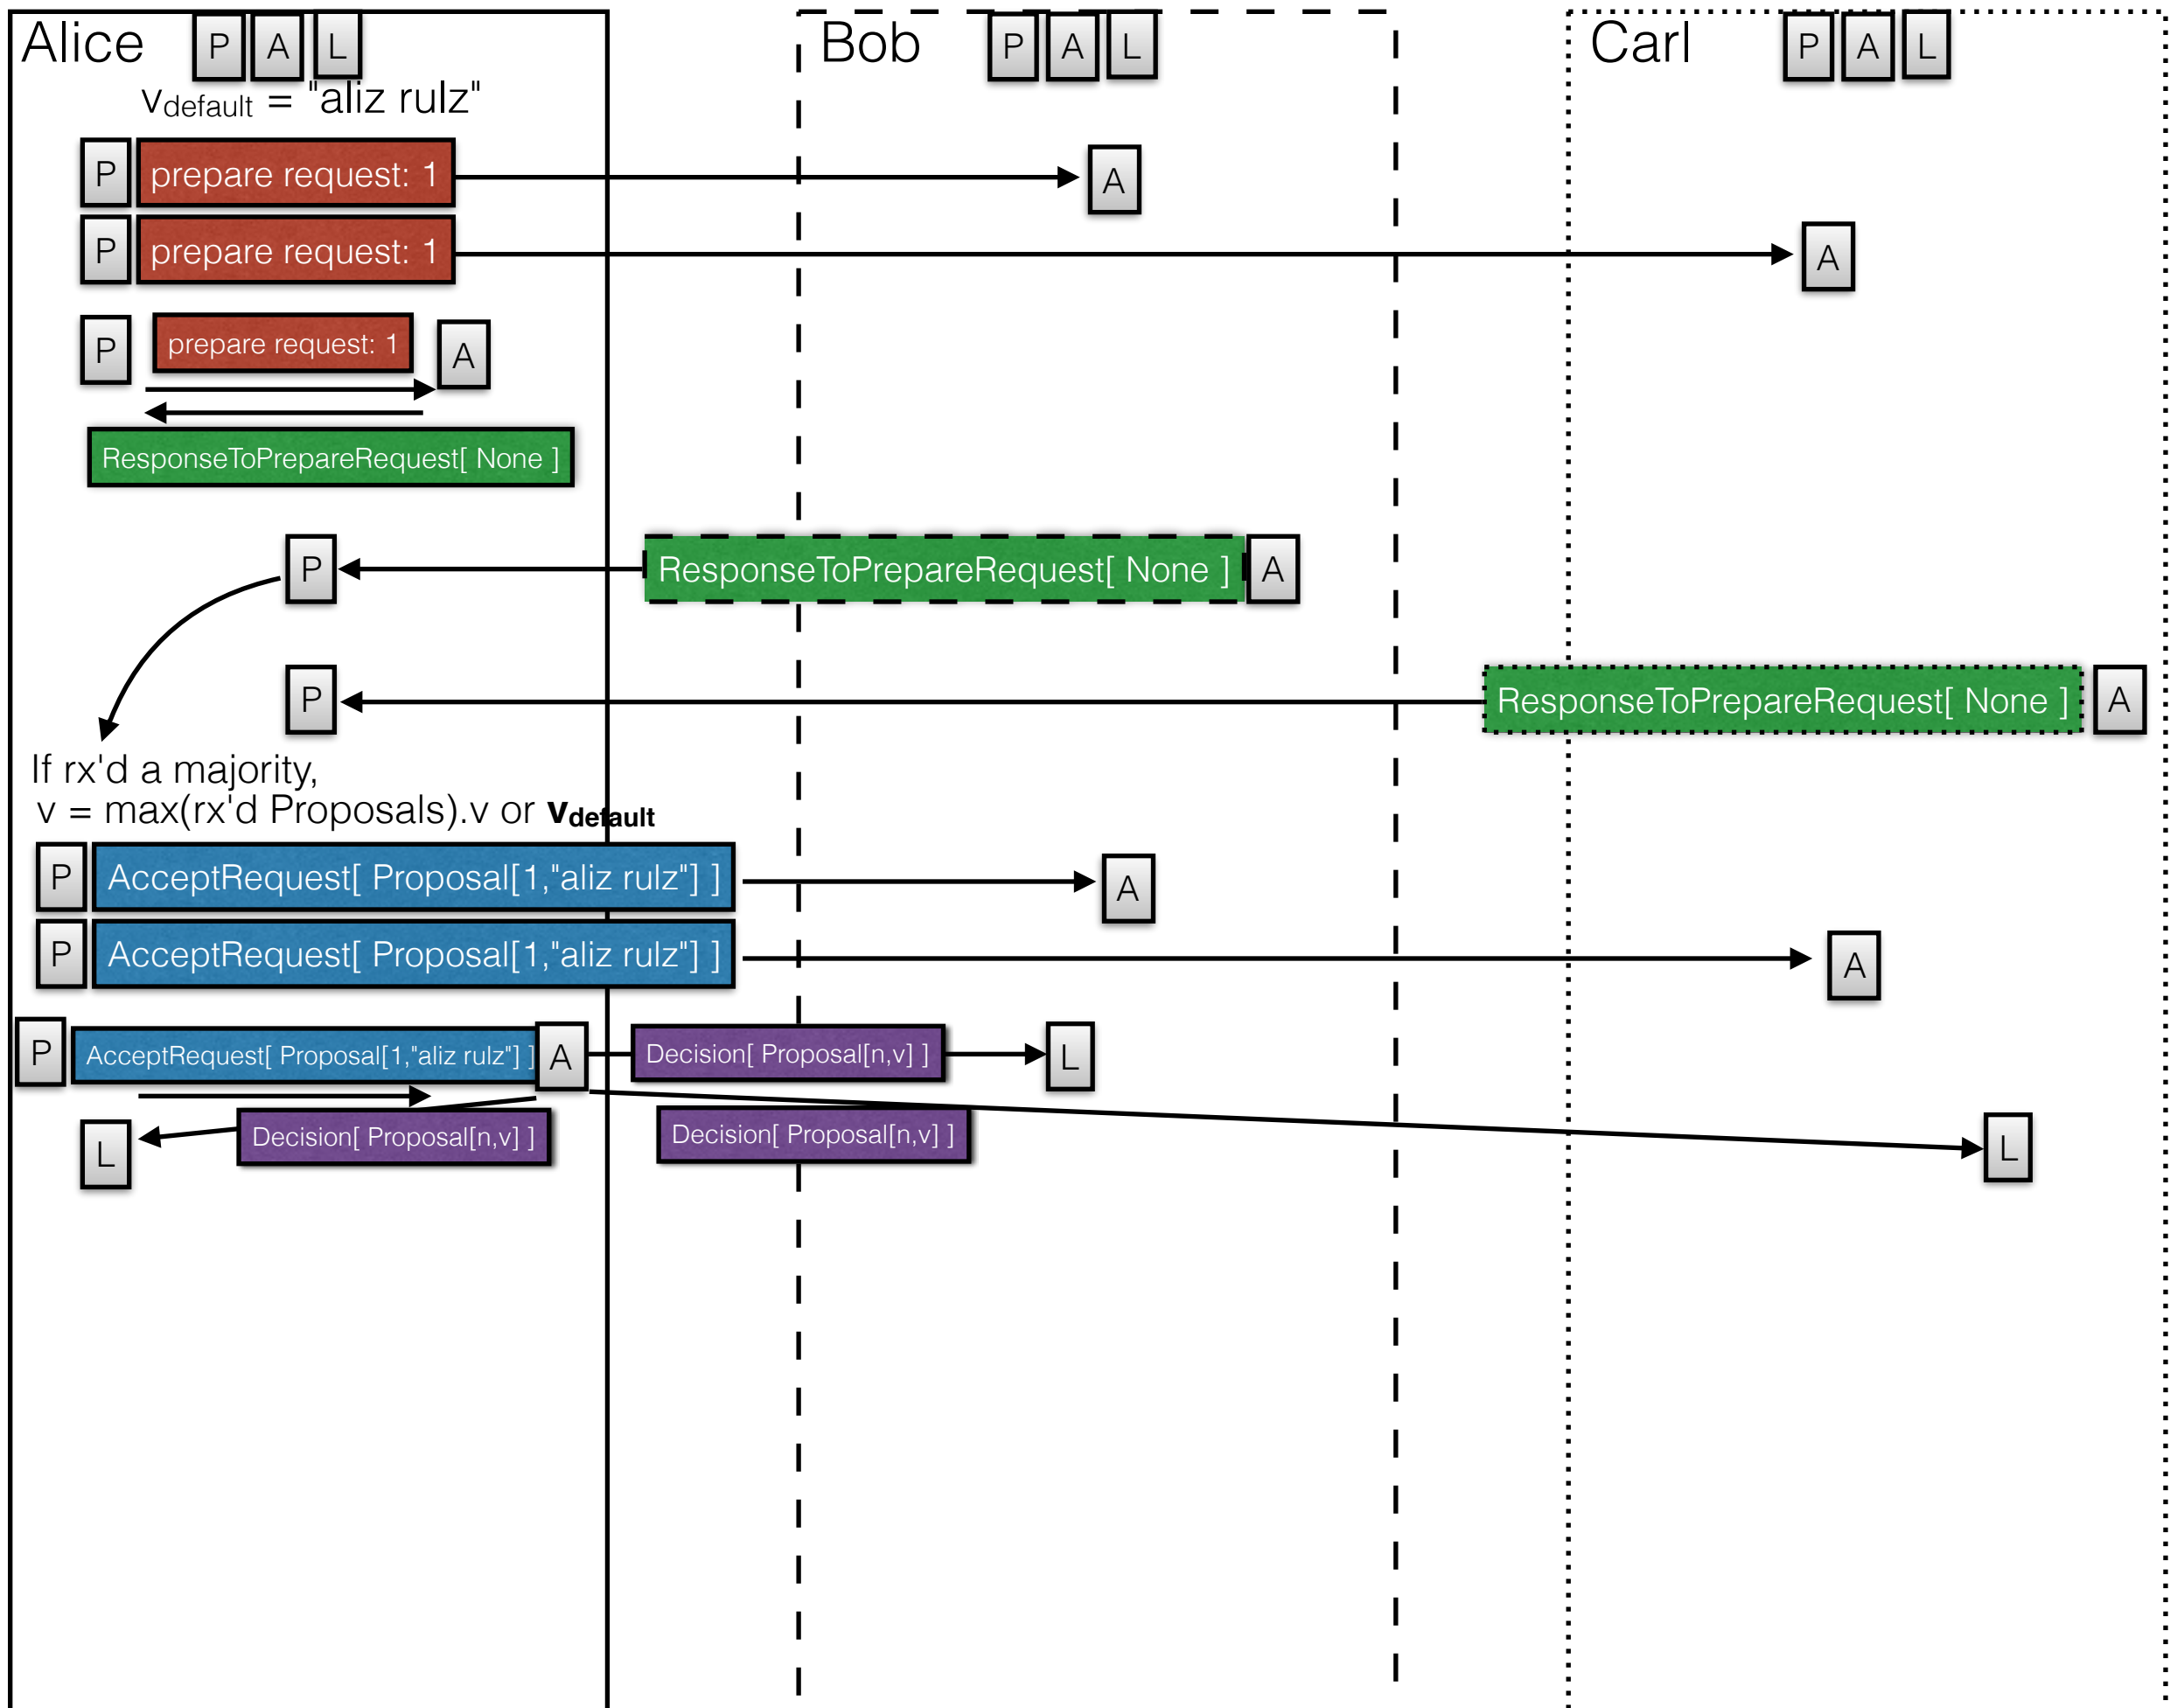 Alice P A L Bob P A L Carl P A L
vdefault = "aliz rulz"
P prepare request: 1 A
P prepare request: 1 A
P prepare request: 1 A
ResponseToPrepareRequest[ None ]
P ResponseToPrepareRequest[ None ] A
P ResponseToPrepareRequest[ None ] A
If rx'd a majority,
v = max(rx'd Proposals).v or vdefault
P AcceptRequest[ Proposal[1,"aliz rulz"] ] A
P AcceptRequest[ Proposal[1,"aliz rulz"] ] A
P AcceptRequest[ Proposal[1,"aliz rulz"] ] A Decision[ Proposal[n,v] ] L
L Decision[ Proposal[n,v] ] Decision[ Proposal[n,v] ] L